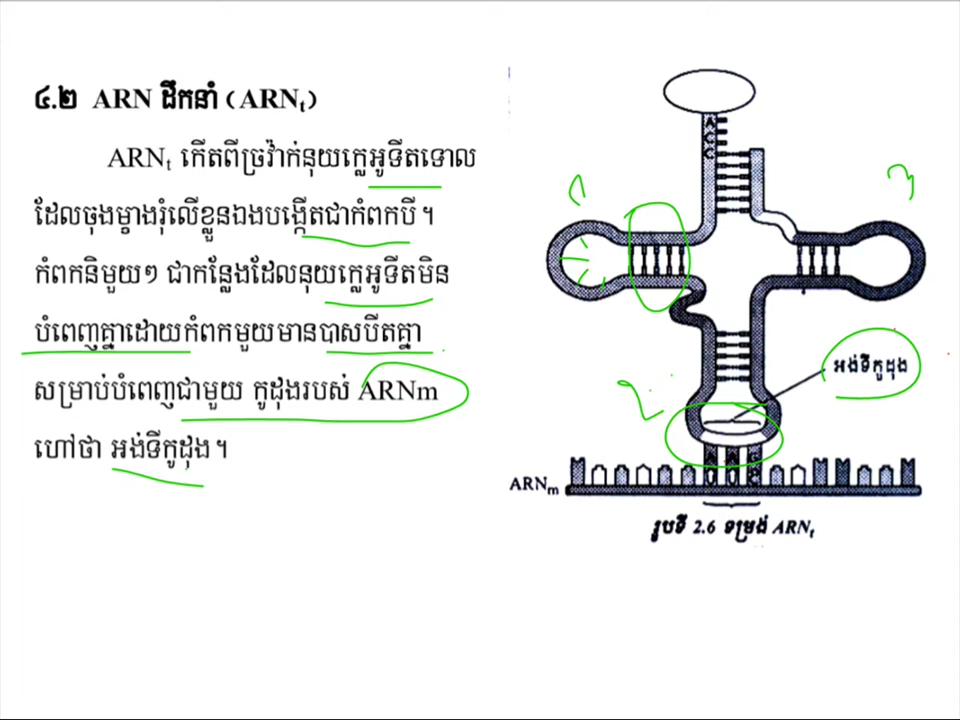 ៤.២ ARN ដឹកនាំ (ARNt)
ARNt កើតពីច្រវ៉ាក់នុយក្លេអូទីតទោល
ដែលចុងម្ខាងរុំលើខ្លួនឯងបង្កើតជាកំពកបី។
កំពកនិមួយៗ ជាកន្លែងដែលនុយក្លេអូទីតមិន
បំពេញគ្នាដោយកំពកមួយមានបាសបីតគ្នា
សម្រាប់បំពេញជាមួយ កូដុងរបស់ ARNm
ហៅថា អង់ទីកូដុង។
A
C
C
1
3
2
អង់ទីកូដុង
ARNm
រូបទី 2.6 ទម្រង់ ARNt